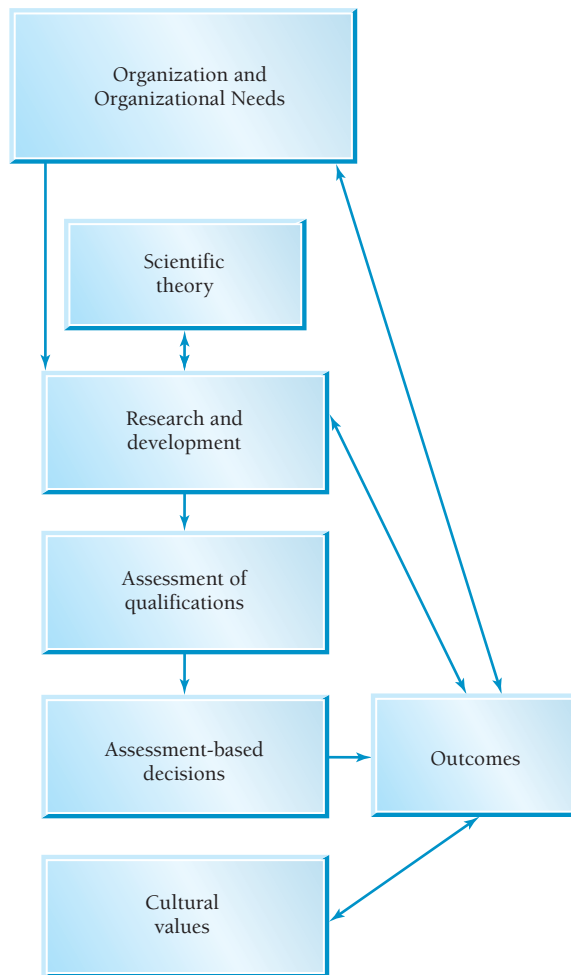 Organization and
Organizational Needs
Scientific
theory
Research and
development
Assessment of
qualifications
Assessment-based
decisions
Outcomes
Cultural
values